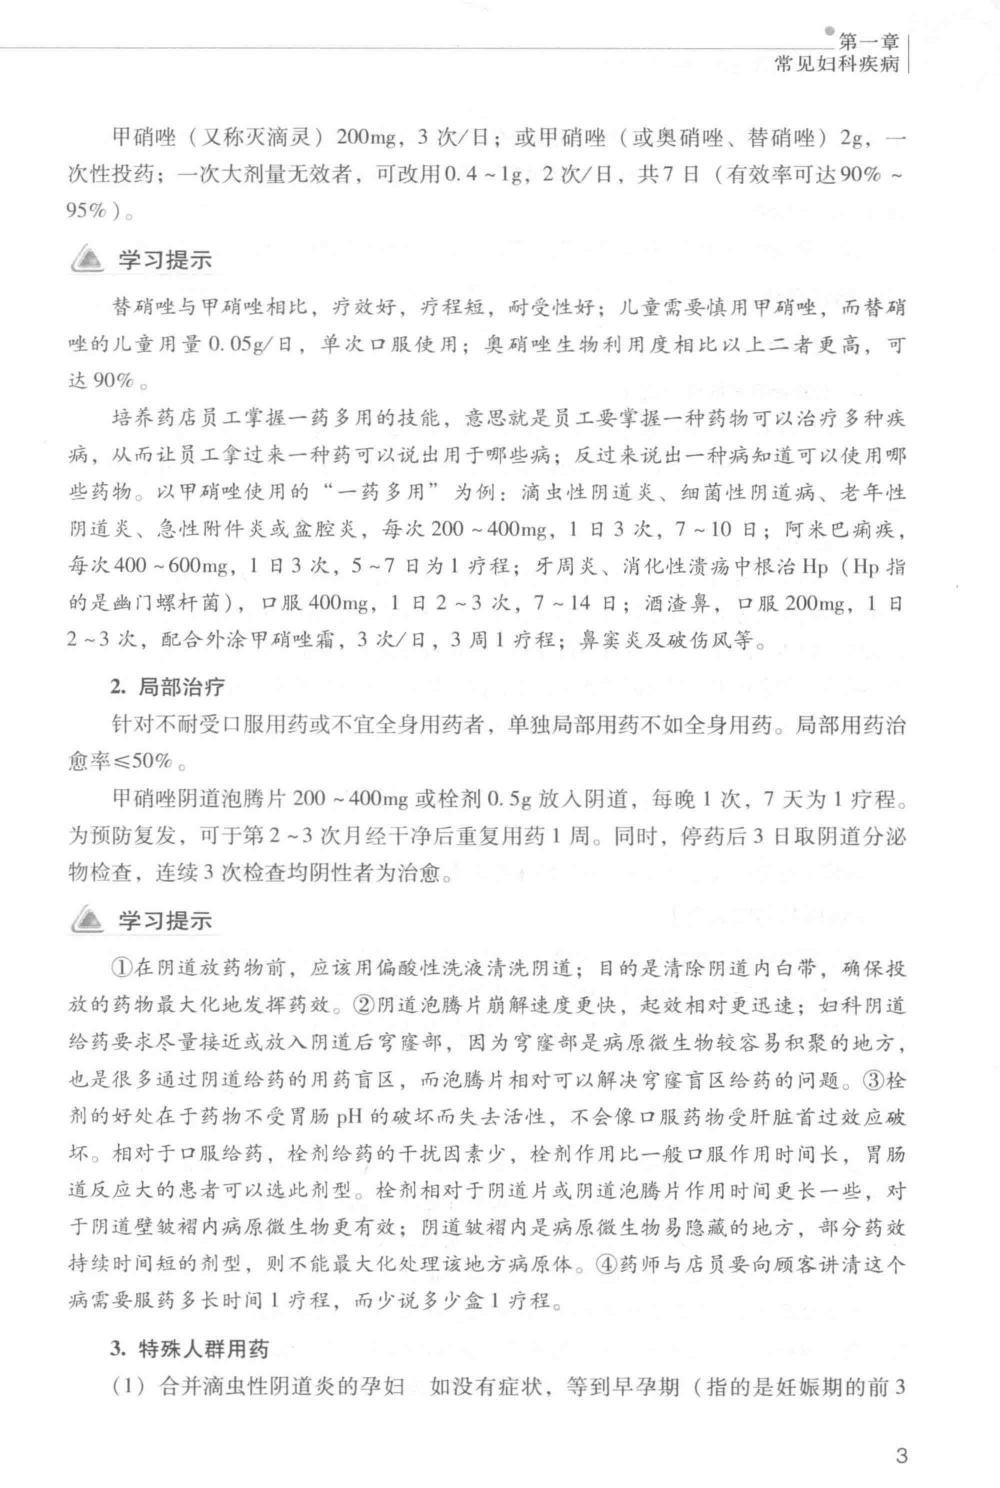 第一章
常见妇科疾病
甲硝唑（又称灭滴灵）200mg，3 次/日；或甲硝唑（或奥硝唑、替硝唑）2g，一
次性投药；一次大剂量无效者，可改用0.4～1g，2 次/日，共7 日（有效率可达90%～
95%）。
学习提示
替硝唑与甲硝唑相比，疗效好，疗程短，耐受性好；儿童需要慎用甲硝唑，而替硝
唑的儿童用量 0.05g/日，单次口服使用；奥硝唑生物利用度相比以上二者更高，可
达 90%。
培养药店员工掌握一药多用的技能，意思就是员工要掌握一种药物可以治疗多种疾
病，从而让员工拿过来一种药可以说出用于哪些病；反过来说出一种病知道可以使用哪
些药物。以甲硝唑使用的“一药多用”为例：滴虫性阴道炎、细菌性阴道病、老年性
阴道炎、急性附件炎或盆腔炎，每次 200～400mg，1 日 3 次，7～10 日；阿米巴痢疾，
每次400～600mg，1 日 3 次，5～7 日为 1 疗程；牙周炎、消化性溃疡中根治 Hp（Hp 指
的是幽门螺杆菌），口服 400mg，1 日 2～3 次，7～14 日；酒渣鼻，口服 200mg，1 日
2～3 次，配合外涂甲硝唑霜，3 次/日，3 周 1 疗程；鼻窦炎及破伤风等。
2. 局部治疗
针对不耐受口服用药或不宜全身用药者，单独局部用药不如全身用药。局部用药治
愈率≤50%。
甲硝唑阴道泡腾片 200～400mg 或栓剂 0.5g 放入阴道，每晚 1 次，7 天为 1 疗程。
为预防复发，可于第 2～3 次月经干净后重复用药 1 周。同时，停药后 3 日取阴道分泌
物检查，连续 3 次检查均阴性者为治愈。
学习提示
①在阴道放药物前，应该用偏酸性洗液清洗阴道；目的是清除阴道内白带，确保投
放的药物最大化地发挥药效。②阴道泡腾片崩解速度更快，起效相对更迅速；妇科阴道
给药要求尽量接近或放入阴道后穹窿部，因为穹窿部是病原微生物较容易积聚的地方，
也是很多通过阴道给药的用药盲区，而泡腾片相对可以解决穹窿盲区给药的问题。③栓
剂的好处在于药物不受胃肠 pH 的破坏而失去活性，不会像口服药物受肝脏首过效应破
坏。相对于口服给药，栓剂给药的干扰因素少，栓剂作用比一般口服作用时间长，胃肠
道反应大的患者可以选此剂型。栓剂相对于阴道片或阴道泡腾片作用时间更长一些，对
于阴道壁皱褶内病原微生物更有效；阴道皱褶内是病原微生物易隐藏的地方，部分药效
持续时间短的剂型，则不能最大化处理该地方病原体。④药师与店员要向顾客讲清这个
病需要服药多长时间 1 疗程，而少说多少盒 1 疗程。
3. 特殊人群用药
（1）合并滴虫性阴道炎的孕妇　如没有症状，等到早孕期（指的是妊娠期的前 3
3